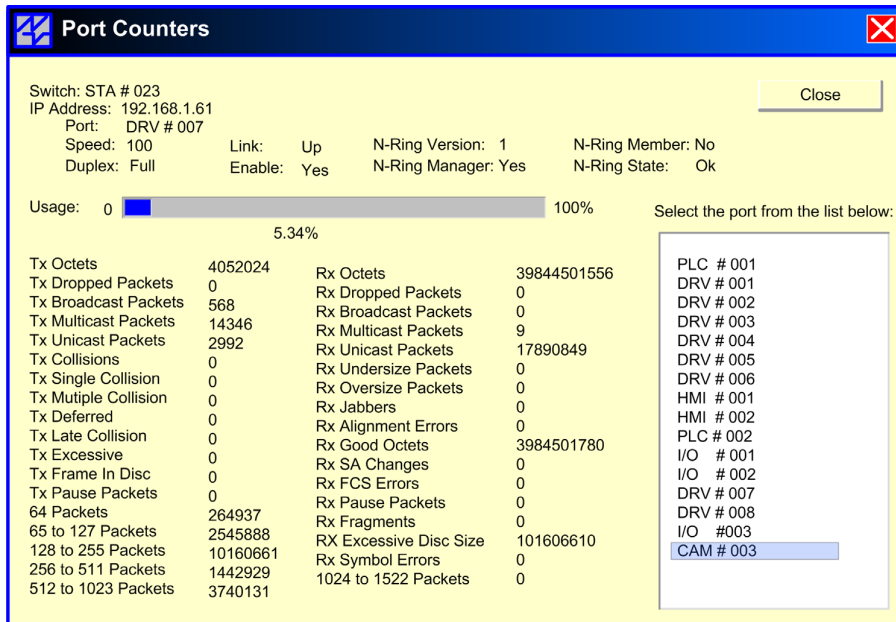 Port Counters
Switch: STA # 023
IP Address: 192.168.1.61
Close
Port: DRV # 007
Speed: 100 Link: Up N-Ring Version: 1 N-Ring Member: No
Duplex: Full Enable: Yes N-Ring Manager: Yes N-Ring State: Ok
Usage: 0 100%
5.34%
Tx Octets 4052024
Tx Dropped Packets 0
Tx Broadcast Packets 568
Tx Multicast Packets 14346
Tx Unicast Packets 2992
Tx Collisions 0
Tx Single Collision 0
Tx Mutiple Collision 0
Tx Deferred 0
Tx Late Collision 0
Tx Excessive 0
Tx Frame In Disc 0
Tx Pause Packets 0
64 Packets 264937
65 to 127 Packets 2545888
128 to 255 Packets 10160661
256 to 511 Packets 1442929
512 to 1023 Packets 3740131
Rx Octets 39844501556
Rx Dropped Packets 0
Rx Broadcast Packets 0
Rx Multicast Packets 9
Rx Unicast Packets 17890849
Rx Undersize Packets 0
Rx Oversize Packets 0
Rx Jabbers 0
Rx Alignment Errors 0
Rx Good Octets 3984501780
Rx SA Changes 0
Rx FCS Errors 0
Rx Pause Packets 0
Rx Fragments 0
RX Excessive Disc Size 101606610
Rx Symbol Errors 0
1024 to 1522 Packets 0
Select the port from the list below:
PLC # 001
DRV # 001
DRV # 002
DRV # 003
DRV # 004
DRV # 005
DRV # 006
HMI # 001
HMI # 002
PLC # 002
I/O # 001
I/O # 002
DRV # 007
DRV # 008
I/O #003
CAM # 003